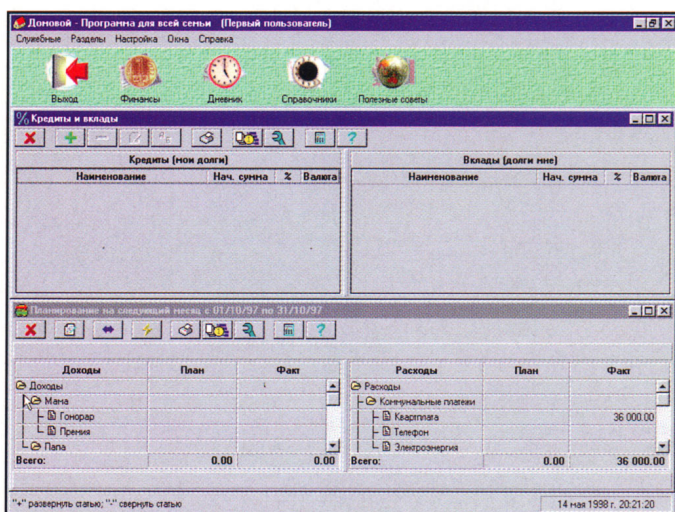 Домовой - Программа для всей семьи (Первый пользователь)
Служебные Разделы Настройка Окна Справка
Выход Финансы Дневник Справочники Полезные советы
% Кредиты и вклады
Кредиты (мои долги) Вклады (долги мне)
Наименование Нач. сумма % Валюта Наименование Нач. сумма % Валюта
Планирование на следующий месяц с 01/10/97 по 31/10/97
Доходы План Факт Расходы План Факт
Доходы Расходы
Мама Коммунальные платежи
Гонорар Квартплата 36 000.00
Премия Телефон
Папа Электроэнергия
Всего: 0.00 0.00 Всего: 0.00 36 000.00
"+" развернуть статью; "-" свернуть статью 14 мая 1998 г. 20:21:20